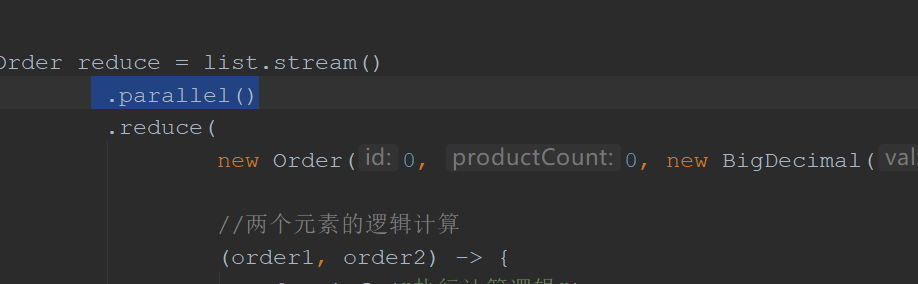 Order reduce = list.stream()
.parallel()
.reduce(
new Order( id: 0, productCount: 0, new BigDecimal( val
//两个元素的逻辑计算
(order1, order2) -> {